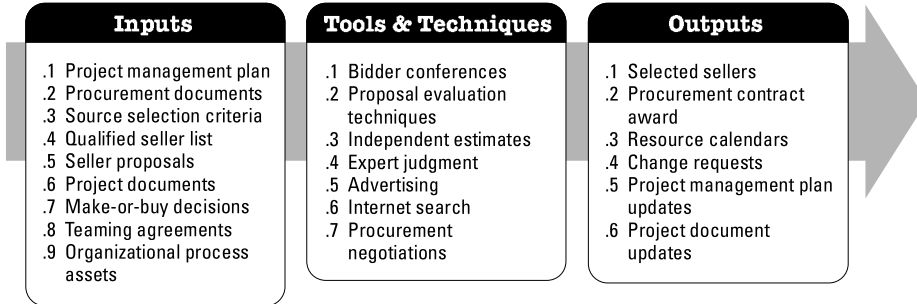 Inputs
.1 Project management plan
.2 Procurement documents
.3 Source selection criteria
.4 Qualified seller list
.5 Seller proposals
.6 Project documents
.7 Make-or-buy decisions
.8 Teaming agreements
.9 Organizational process
assets
Tools & Techniques
.1 Bidder conferences
.2 Proposal evaluation
techniques
.3 Independent estimates
.4 Expert judgment
.5 Advertising
.6 Internet search
.7 Procurement
negotiations
Outputs
.1 Selected sellers
.2 Procurement contract
award
.3 Resource calendars
.4 Change requests
.5 Project management plan
updates
.6 Project document
updates